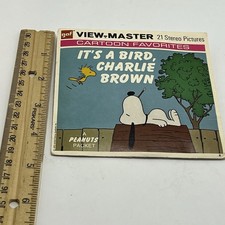 gaf VIEW-MASTER 21 Stereo Pictures
CARTOON FAVORITES
IT'S A BIRD,
CHARLIE
BROWN
A
PEANUTS
PACKET